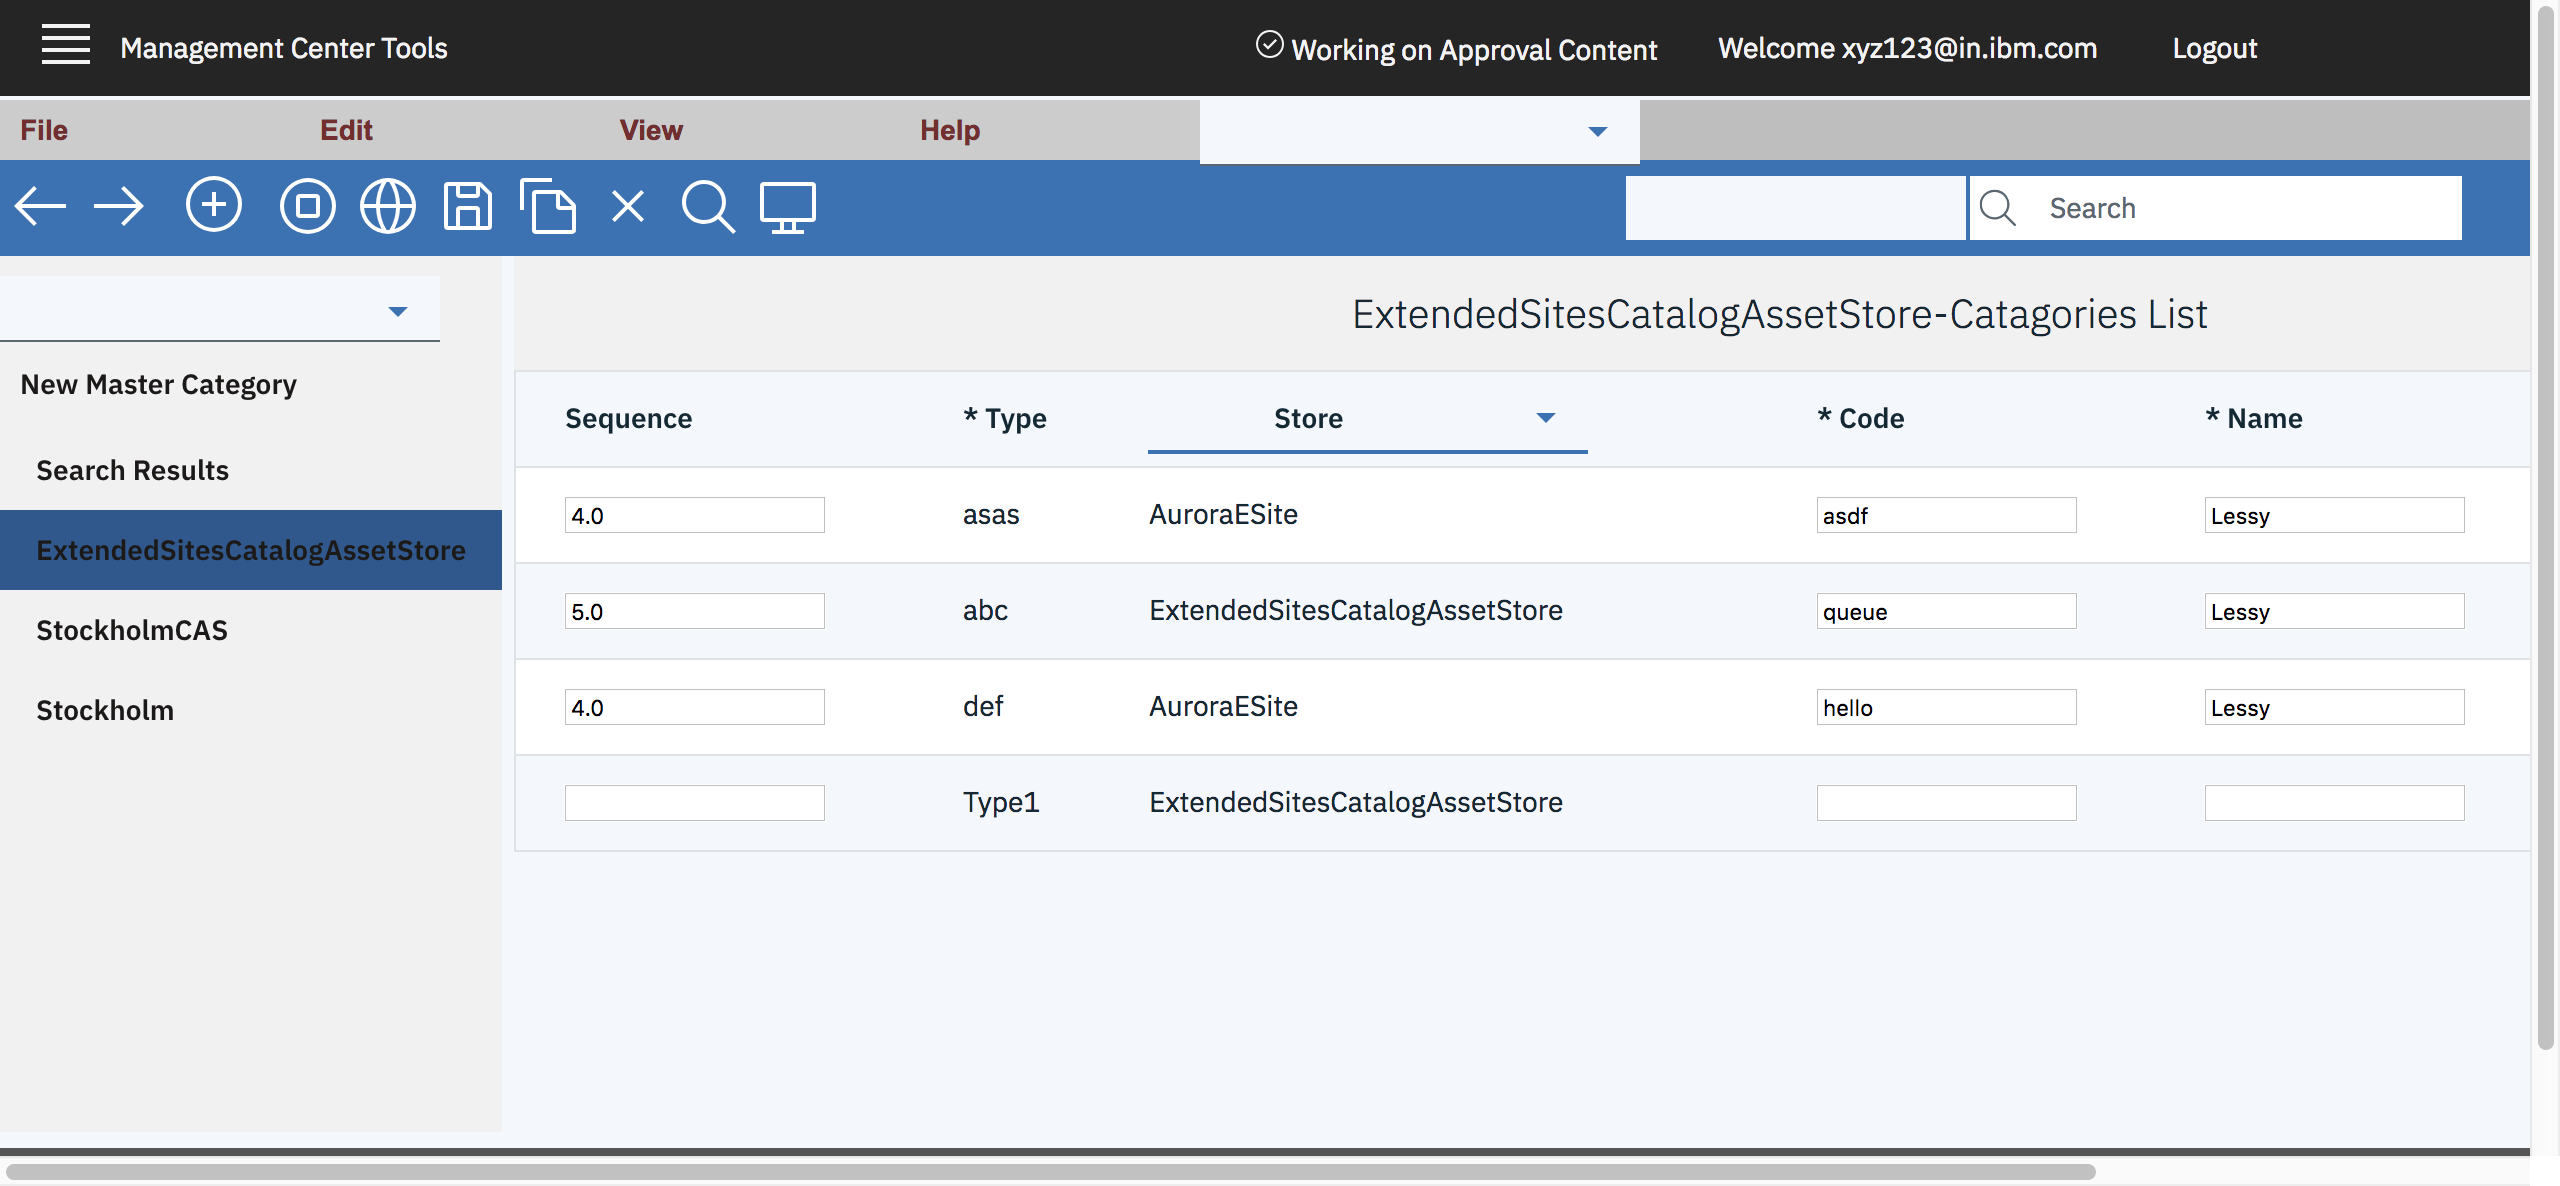 Management Center Tools Working on Approval Content Welcome xyz123@in.ibm.com Logout
File Edit View Help
Search
ExtendedSitesCatalogAssetStore-Catagories List
New Master Category
Search Results
ExtendedSitesCatalogAssetStore
StockholmCAS
Stockholm
Sequence * Type Store * Code * Name
4.0 asas AuroraESite asdf Lessy
5.0 abc ExtendedSitesCatalogAssetStore queue Lessy
4.0 def AuroraESite hello Lessy
Type1 ExtendedSitesCatalogAssetStore